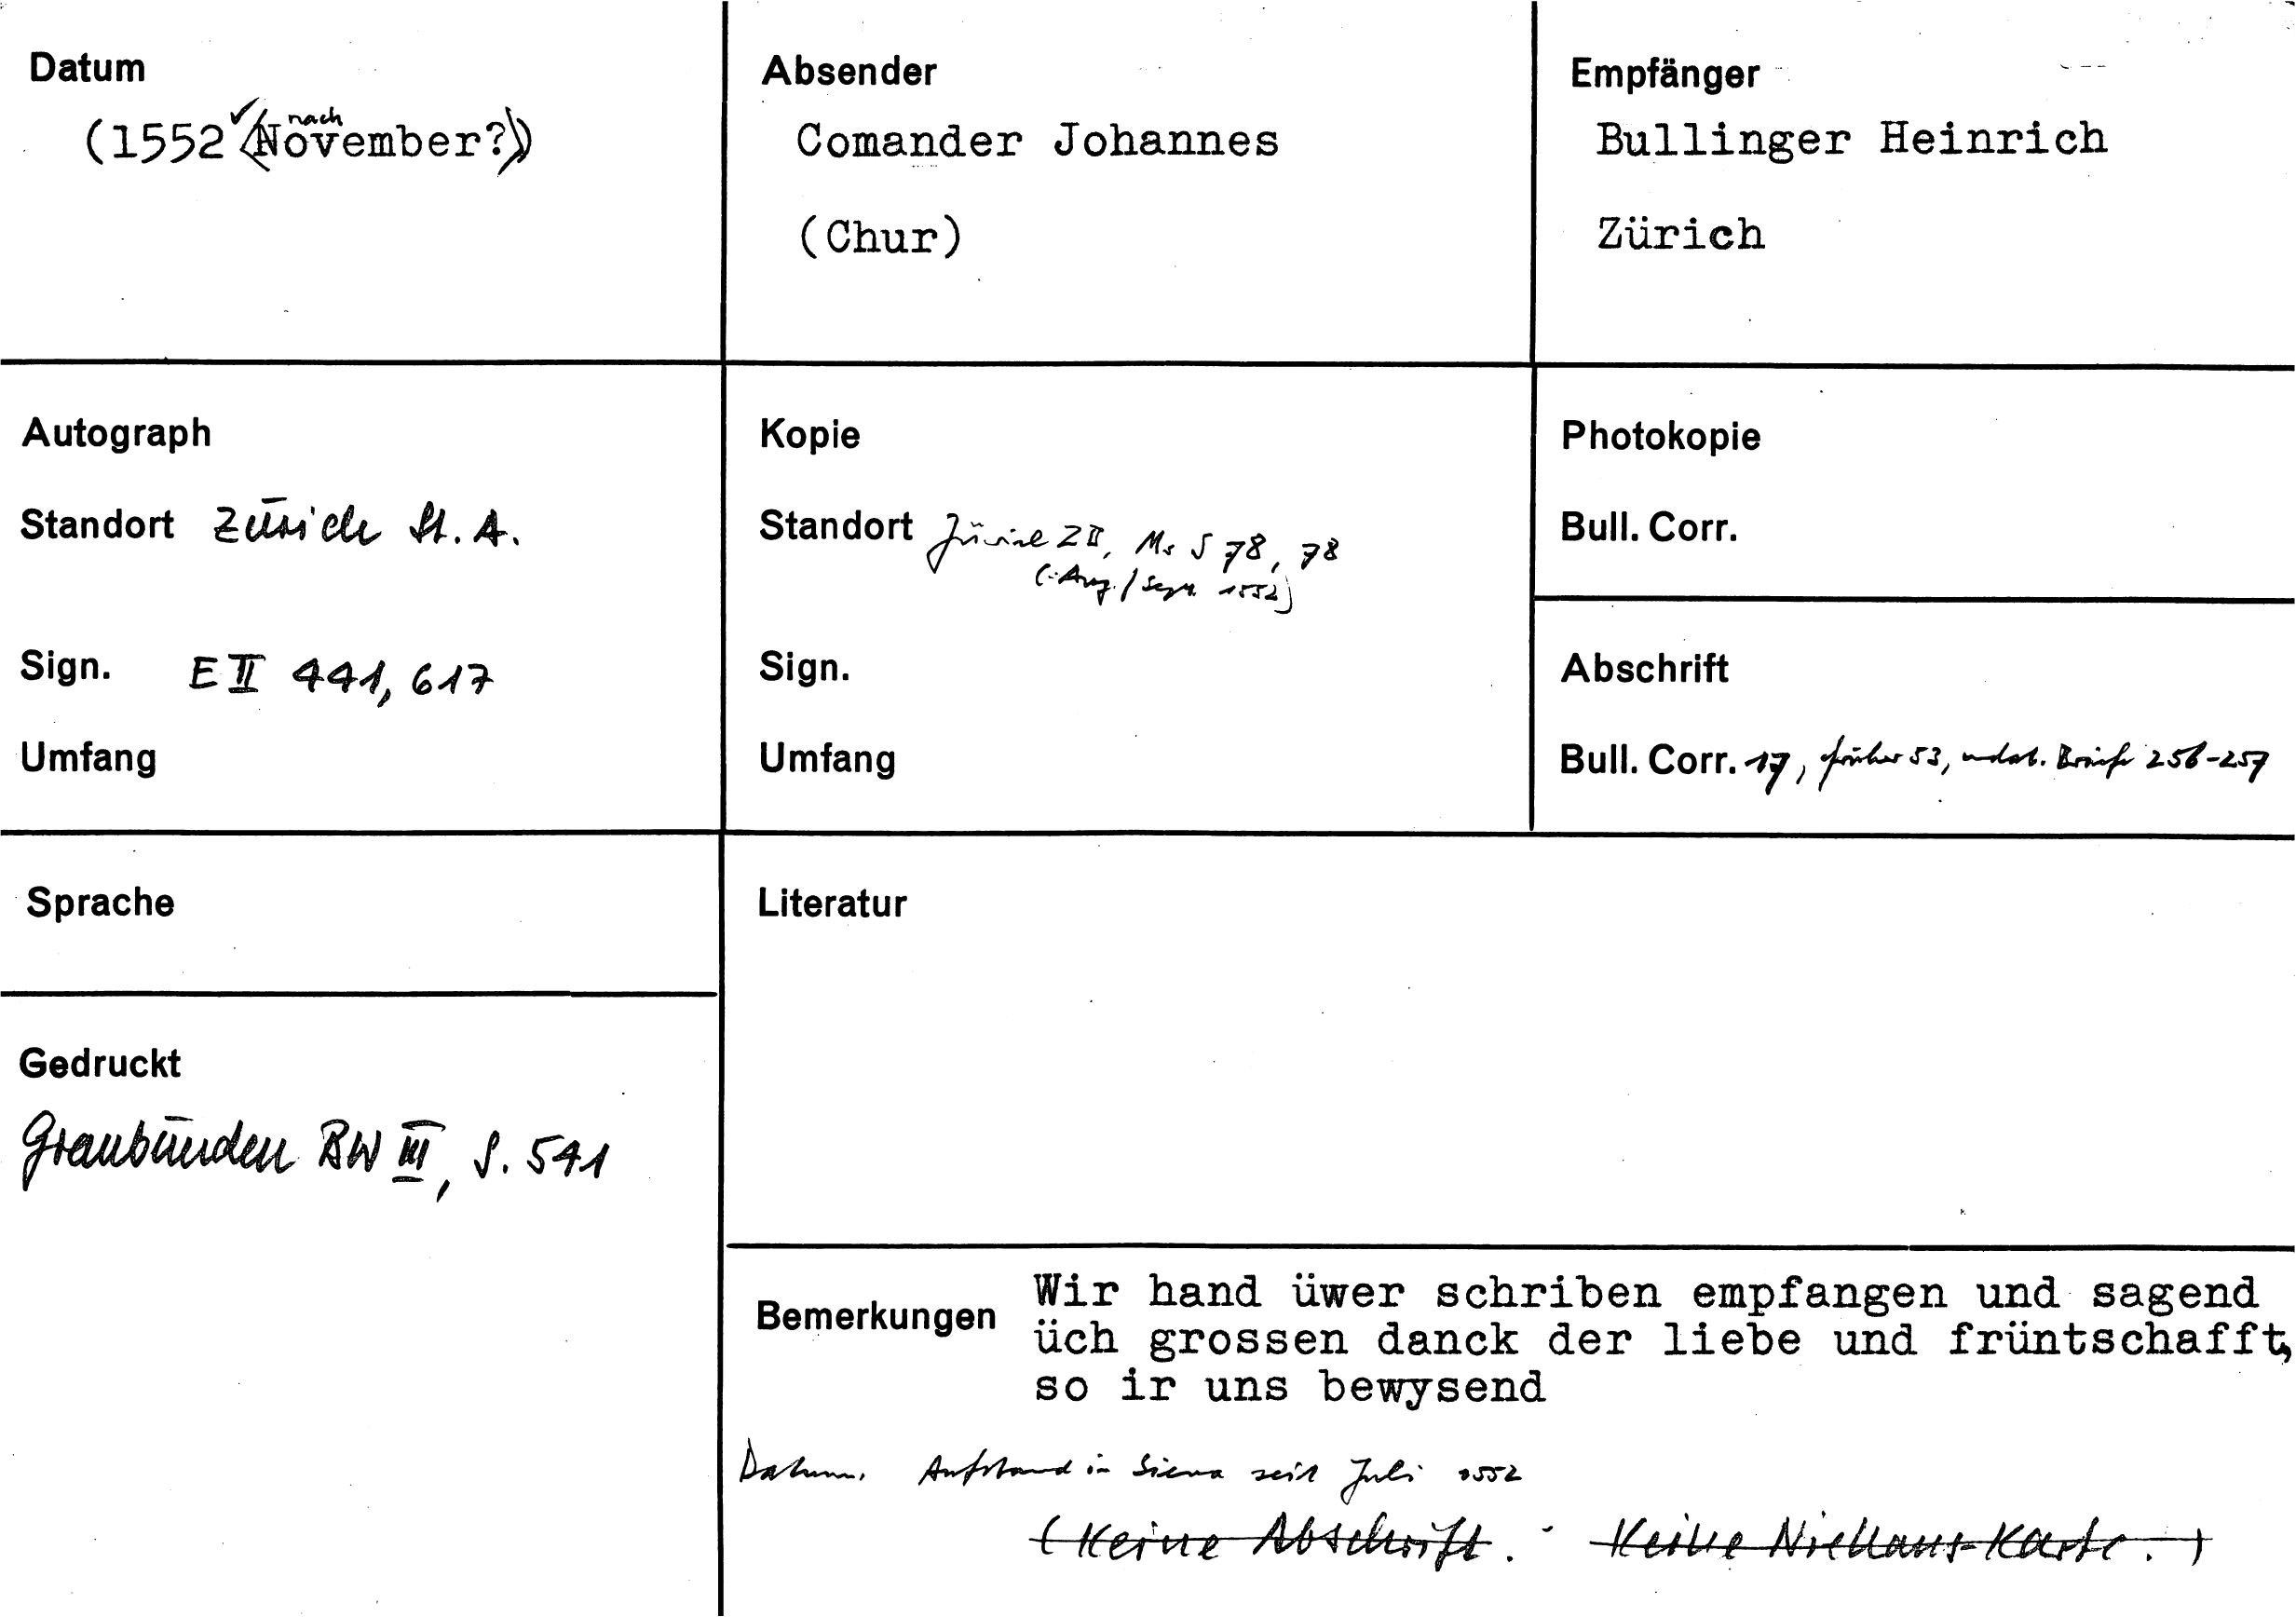 Datum
nach
(1552 ✓ <November?>)
Absender
Comander Johannes
(Chur)
Empfänger
Bullinger Heinrich
Zürich
Autograph
Standort Zürich St. A.
Sign. E II 441, 617
Umfang
Kopie
Standort Zürich ZB, Ms S 78, 78
(: Aug. / Sept. 1552)
Sign.
Umfang
Photokopie
Bull. Corr.
Abschrift
Bull. Corr. 17, früher 53, undat. Briefe 256-257
Sprache
Gedruckt
Graubünden BW III, S. 541
Literatur
Bemerkungen
Wir hand üwer schriben empfangen und sagend
üch grossen danck der liebe und früntschafft,
so ir uns bewysend
Datum. Aufstand in Siena seit Juli 1552
(Keine Abschrift. - Keine Niehans-Karte.)